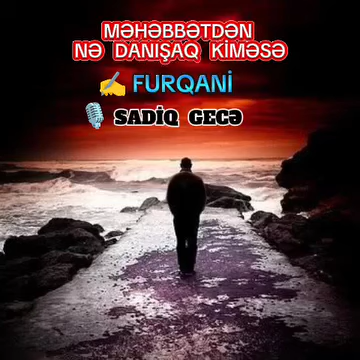 MƏHƏBBƏTDƏN
NƏ DANIŞAQ KİMƏSƏ
✍️ FURQANİ
🎙️ SADİQ GECƏ